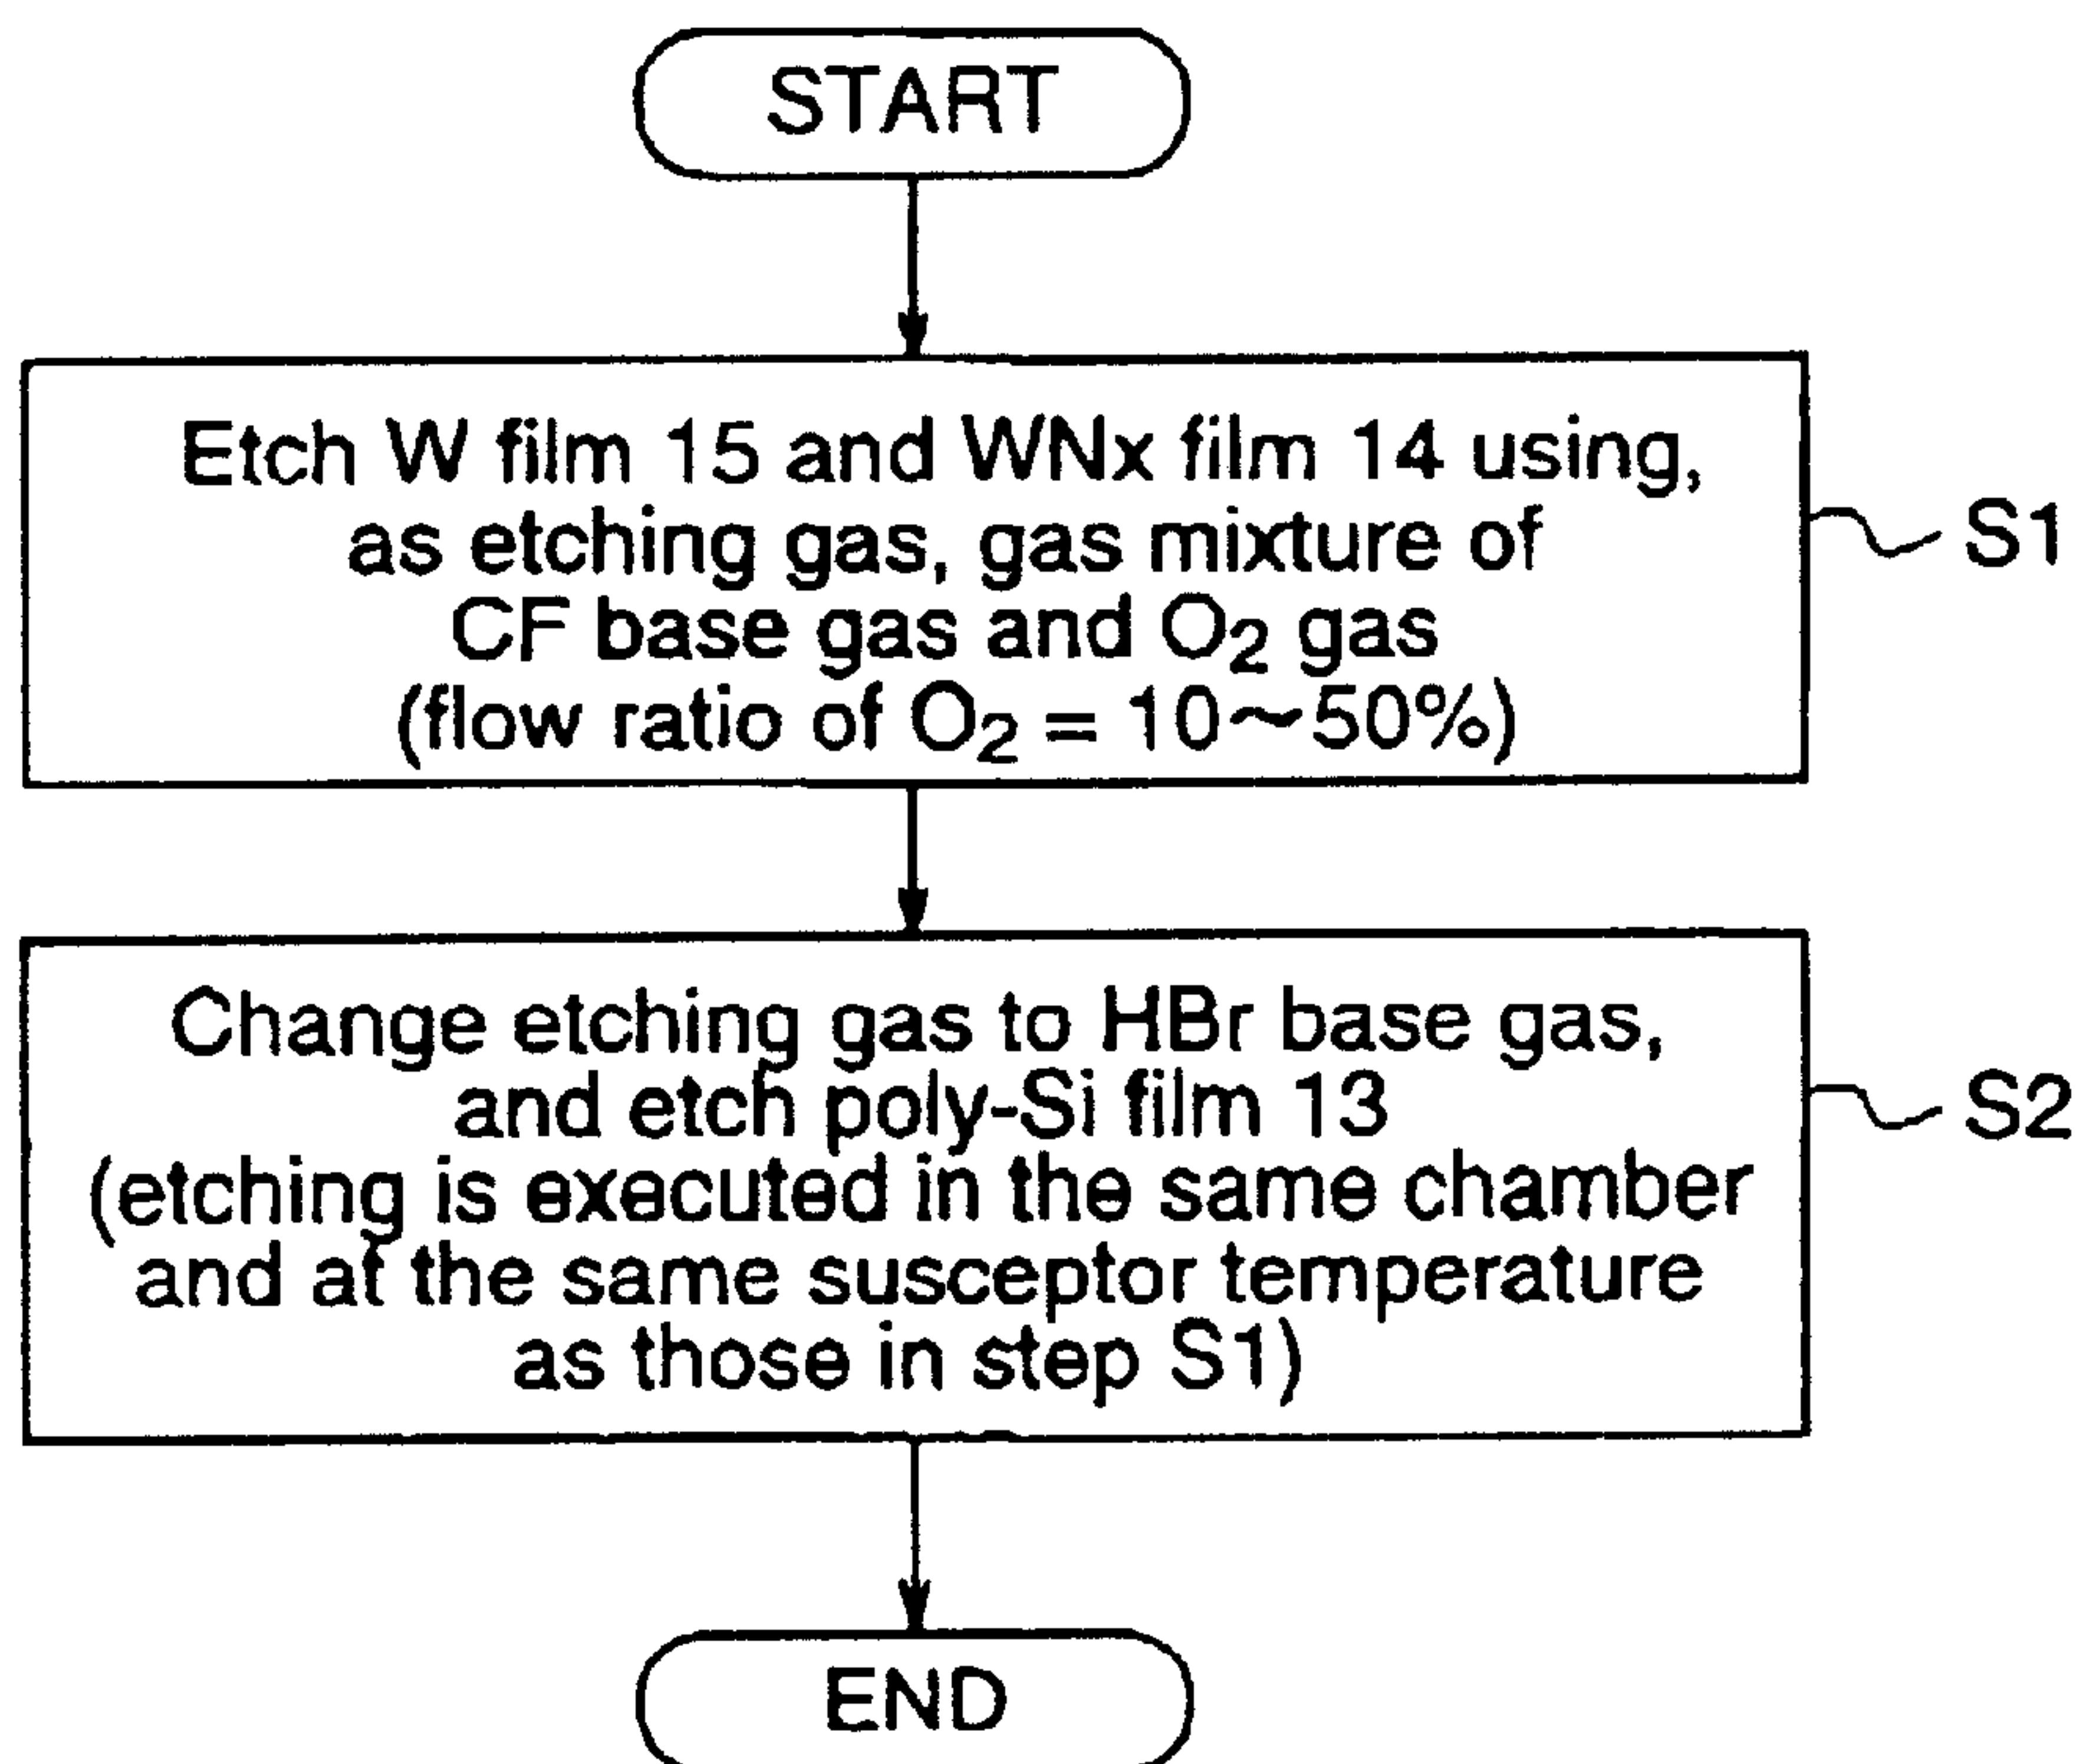 START
Etch W film 15 and WNx film 14 using,
as etching gas, gas mixture of
CF base gas and O2 gas
(flow ratio of O2 = 10~50%)
S1
Change etching gas to HBr base gas,
and etch poly-Si film 13
(etching is executed in the same chamber
and at the same susceptor temperature
as those in step S1)
S2
END